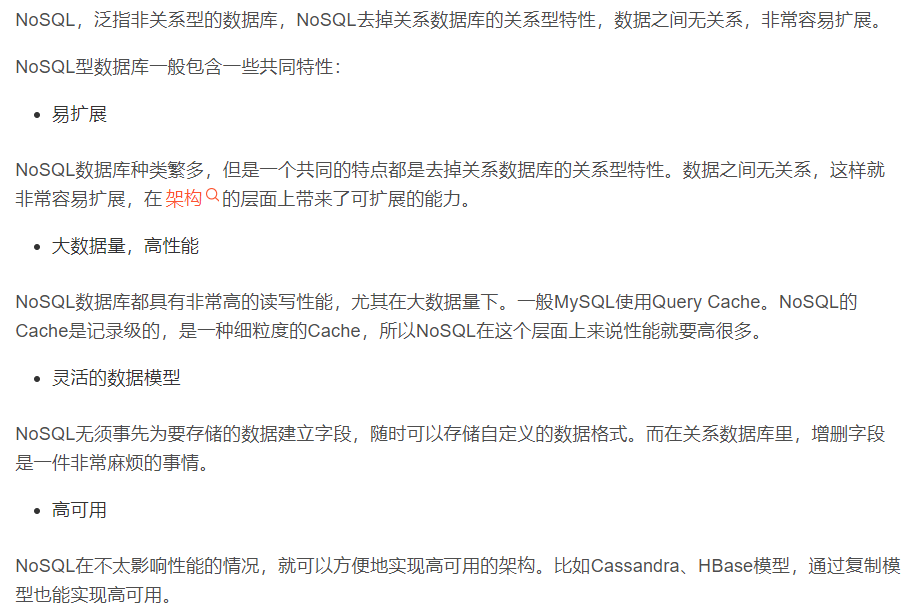 NoSQL，泛指非关系型的数据库，NoSQL去掉关系数据库的关系型特性，数据之间无关系，非常容易扩展。
NoSQL型数据库一般包含一些共同特性：
• 易扩展
NoSQL数据库种类繁多，但是一个共同的特点都是去掉关系数据库的关系型特性。数据之间无关系，这样就
非常容易扩展，在架构的层面上带来了可扩展的能力。
• 大数据量，高性能
NoSQL数据库都具有非常高的读写性能，尤其在大数据量下。一般MySQL使用Query Cache。NoSQL的
Cache是记录级的，是一种细粒度的Cache，所以NoSQL在这个层面上来说性能就要高很多。
• 灵活的数据模型
NoSQL无须事先为要存储的数据建立字段，随时可以存储自定义的数据格式。而在关系数据库里，增删字段
是一件非常麻烦的事情。
• 高可用
NoSQL在不太影响性能的情况，就可以方便地实现高可用的架构。比如Cassandra、HBase模型，通过复制模
型也能实现高可用。